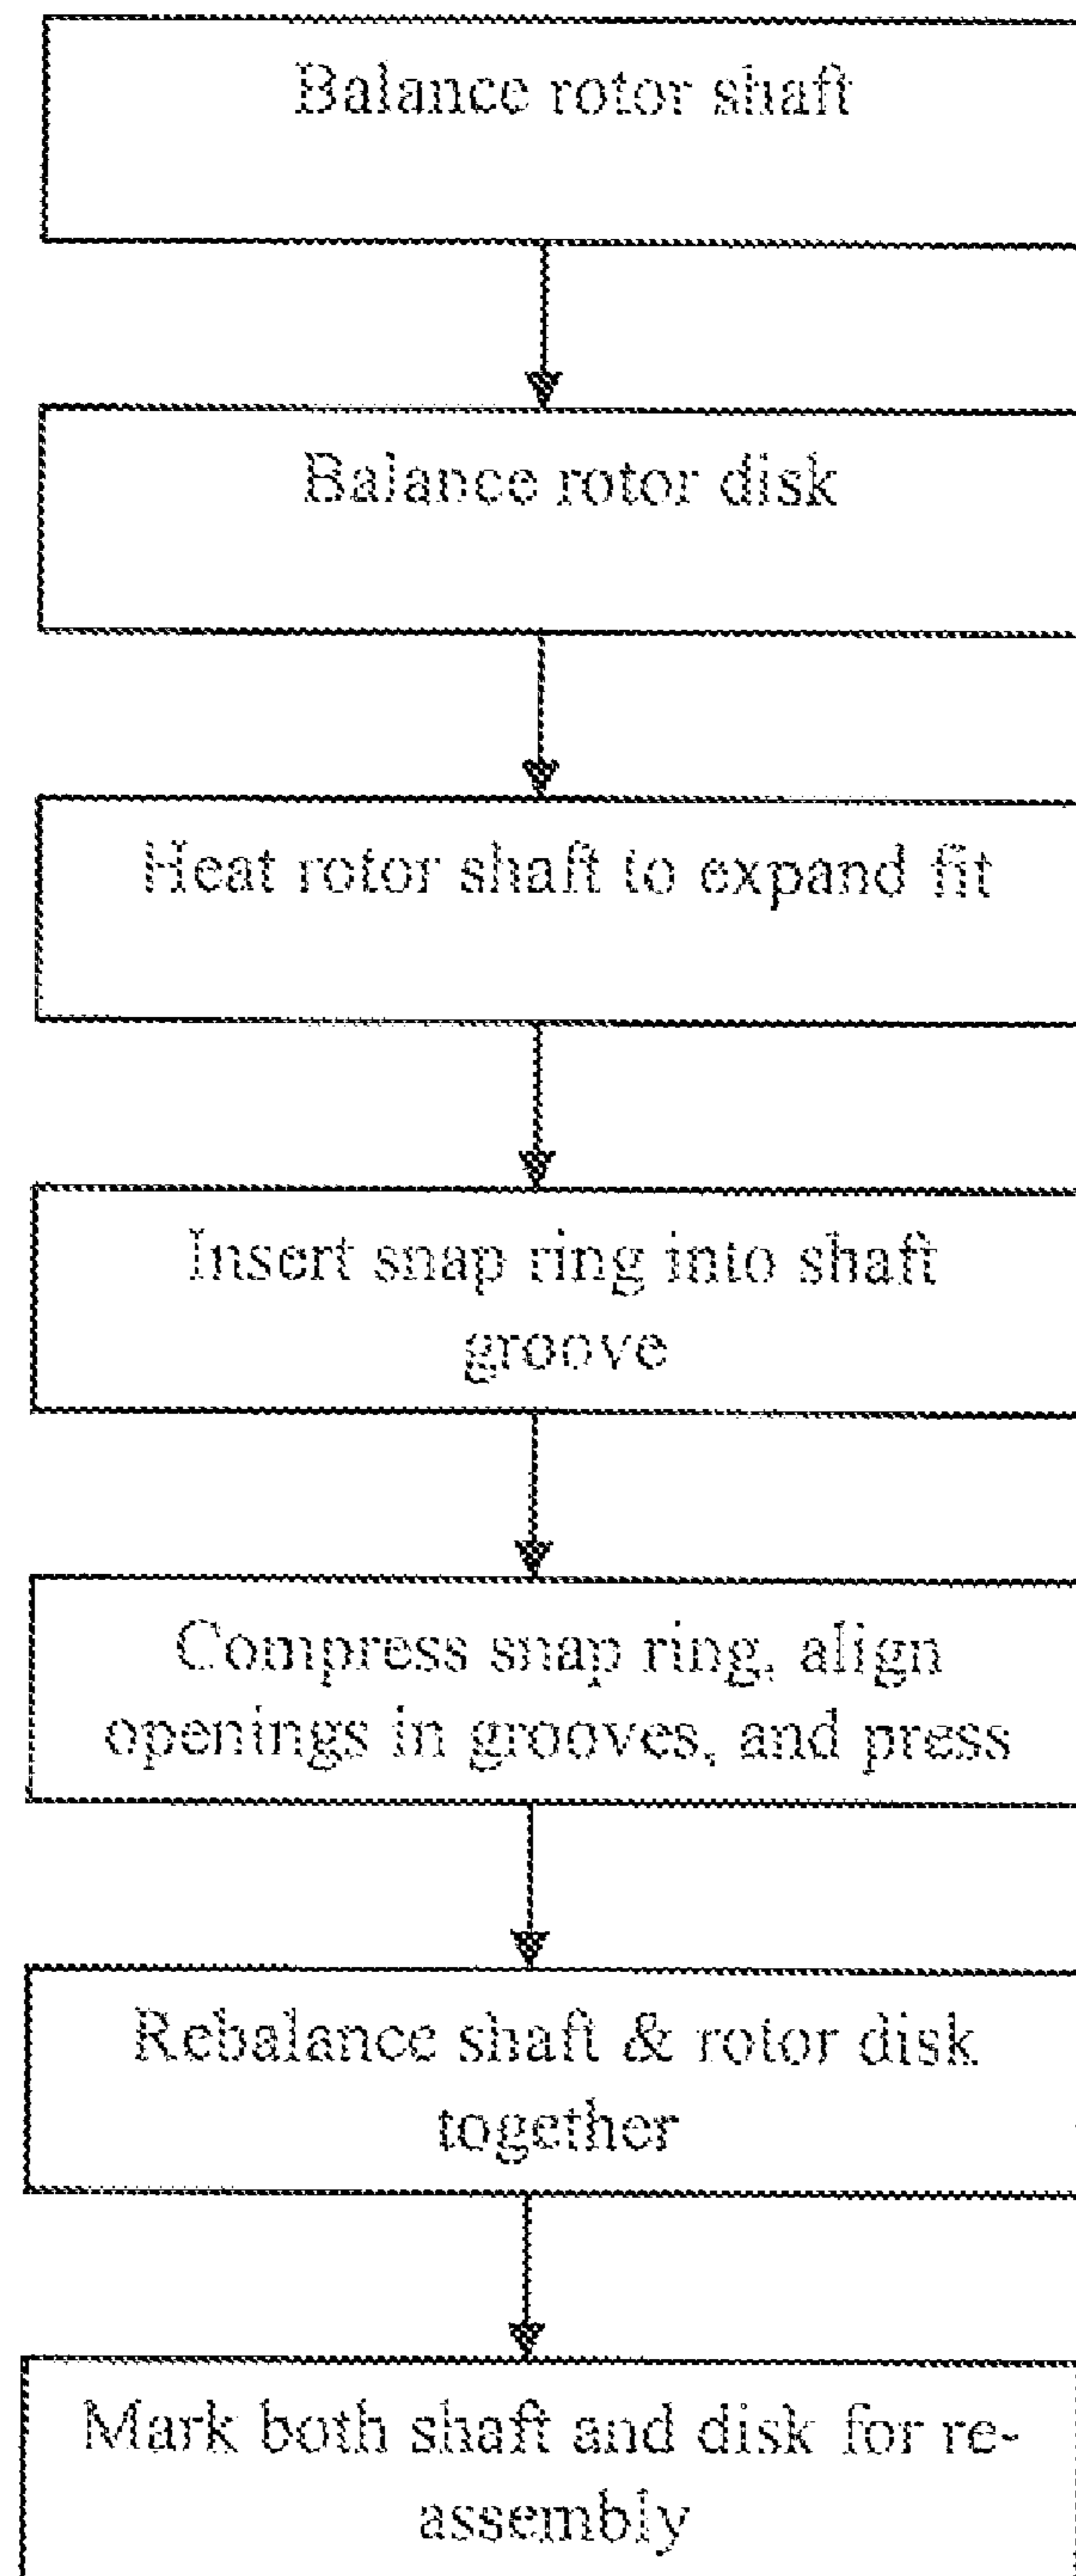 Balance rotor shaft
Balance rotor disk
Heat rotor shaft to expand fit
Insert snap ring into shaft
groove
Compress snap ring, align
openings in grooves, and press
Rebalance shaft & rotor disk
together
Mark both shaft and disk for re-
assembly